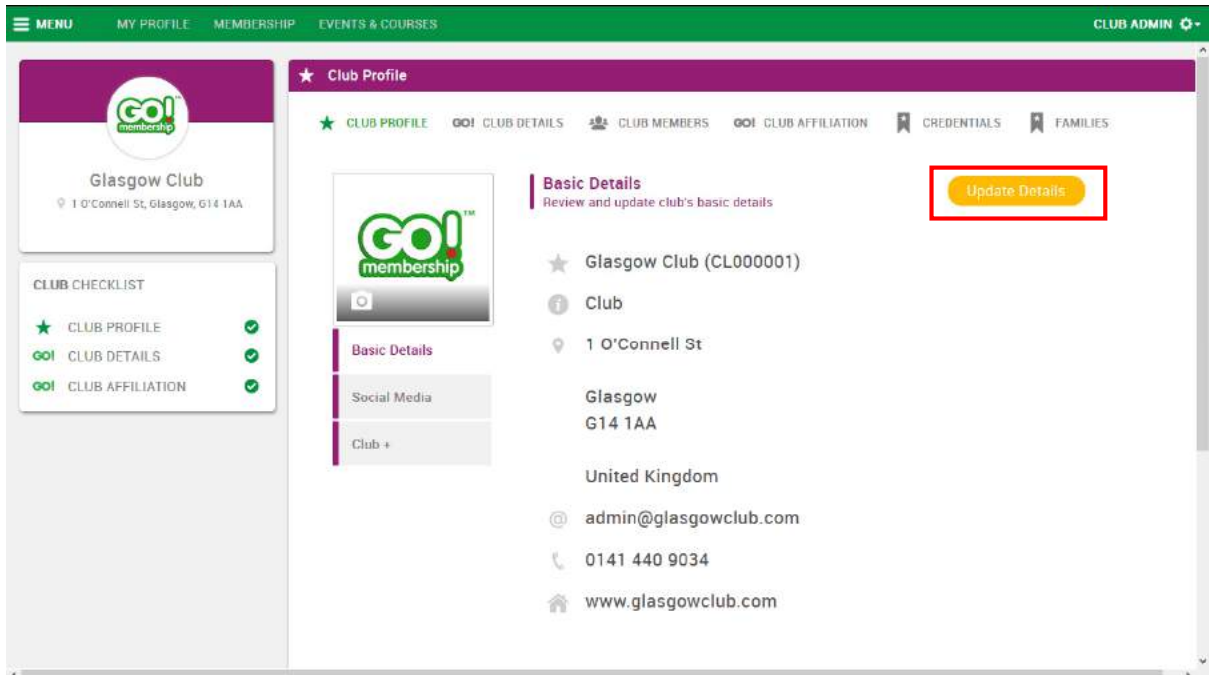 MENU MY PROFILE MEMBERSHIP EVENTS & COURSES CLUB ADMIN
GO!™
membership
Glasgow Club
1 O'Connell St, Glasgow, G14 1AA
CLUB CHECKLIST
CLUB PROFILE
GO! CLUB DETAILS
GO! CLUB AFFILIATION
Club Profile
CLUB PROFILE GO! CLUB DETAILS CLUB MEMBERS GO! CLUB AFFILIATION CREDENTIALS FAMILIES
GO!™
membership
Basic Details
Social Media
Club +
Basic Details
Review and update club's basic details
Update Details
Glasgow Club (CL000001)
Club
1 O'Connell St
Glasgow
G14 1AA
United Kingdom
@ admin@glasgowclub.com
0141 440 9034
www.glasgowclub.com